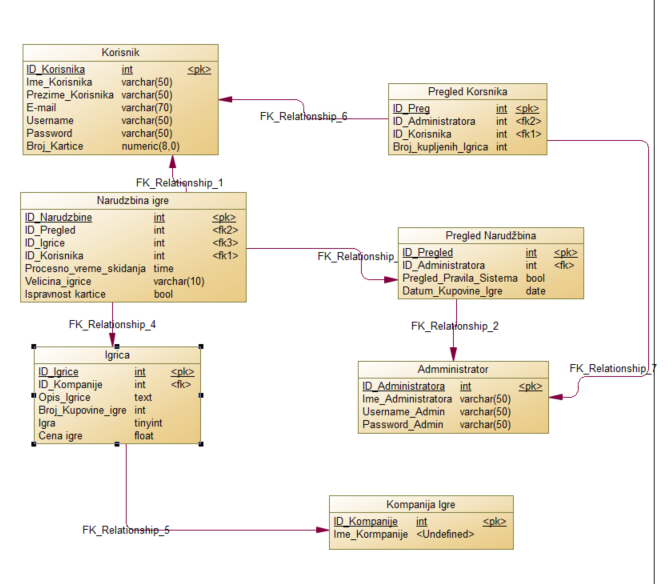 Korisnik
ID_Korisnika int <pk>
Ime_Korisnika varchar(50)
Prezime_Korisnika varchar(50)
E-mail varchar(70)
Username varchar(50)
Password varchar(50)
Broj_Kartice numeric(8,0)
Pregled Korsnika
ID_Preg int <pk>
ID_Administratora int <fk2>
ID_Korisnika int <fk1>
Broj_kupljenih_Igrica int
FK_Relationship_6
FK_Relationship_1
Narudzbina igre
ID_Narudzbine int <pk>
ID_Pregled int <fk2>
ID_Igrice int <fk3>
ID_Korisnika int <fk1>
Procesno_vreme_skidanja time
Velicina_igrice varchar(10)
Ispravnost kartice bool
FK_Relationship_
Pregled Narudžbina
ID_Pregled int <pk>
ID_Administratora int <fk>
Pregled_Pravila_Sistema bool
Datum_Kupovine_Igre date
FK_Relationship_4
FK_Relationship_2
Igrica
ID_Igrice int <pk>
ID_Kompanije int <fk>
Opis_Igrice text
Broj_Kupovine_igre int
Igra tinyint
Cena igre float
Admministrator
ID_Administratora int <pk>
Ime_Administratora varchar(50)
Username_Admin varchar(50)
Password_Admin varchar(50)
FK_Relationship_7
FK_Relationship_5
Kompanija Igre
ID_Kompanije int <pk>
Ime_Kormpanije <Undefined>